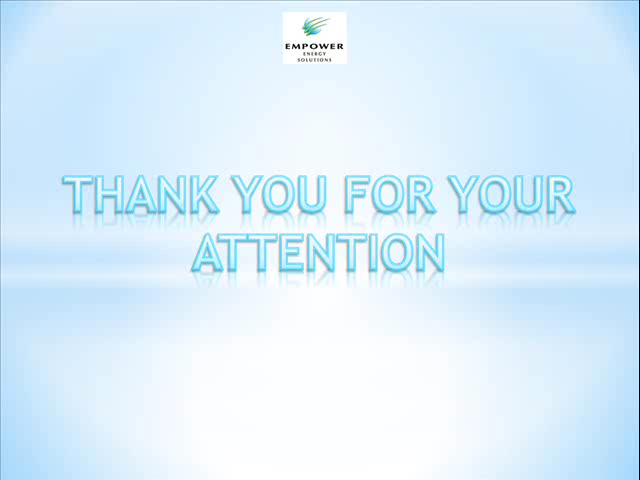 EMPOWER
ENERGY
SOLUTIONS
THANK YOU FOR YOUR
ATTENTION